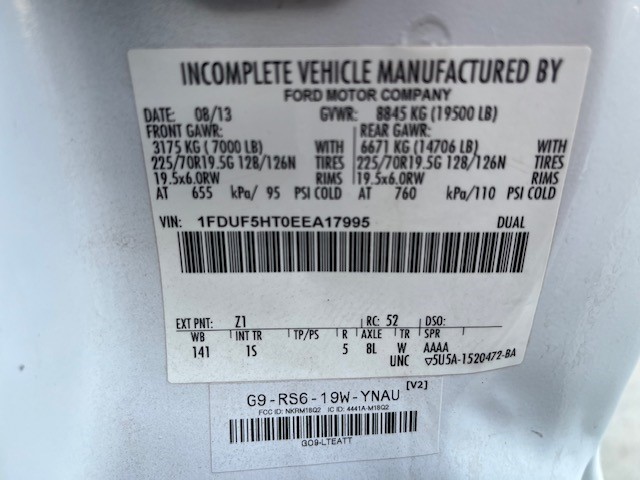 INCOMPLETE VEHICLE MANUFACTURED BY
FORD MOTOR COMPANY
DATE: 08/13 GVWR: 8845 KG (19500 LB)
FRONT GAWR: REAR GAWR:
3175 KG ( 7000 LB) WITH 6671 KG (14706 LB) WITH
225/70R19.5G 128/126N TIRES 225/70R19.5G 128/126N TIRES
19.5x6.0RW RIMS 19.5x6.0RW RIMS
AT 655 kPa/ 95 PSI COLD AT 760 kPa/110 PSI COLD
VIN: 1FDUF5HT0EEA17995 DUAL
EXT PNT: Z1 RC: 52 DSO:
WB INT TR TP/PS R AXLE TR SPR
141 1S 5 8L W AAAA
UNC ▽5U5A-1520472-BA
G9-RS6-19W-YNAU [V2]
FCC ID: NKRM18Q2 IC ID: 4441A-M18Q2
GO9-LTEATT